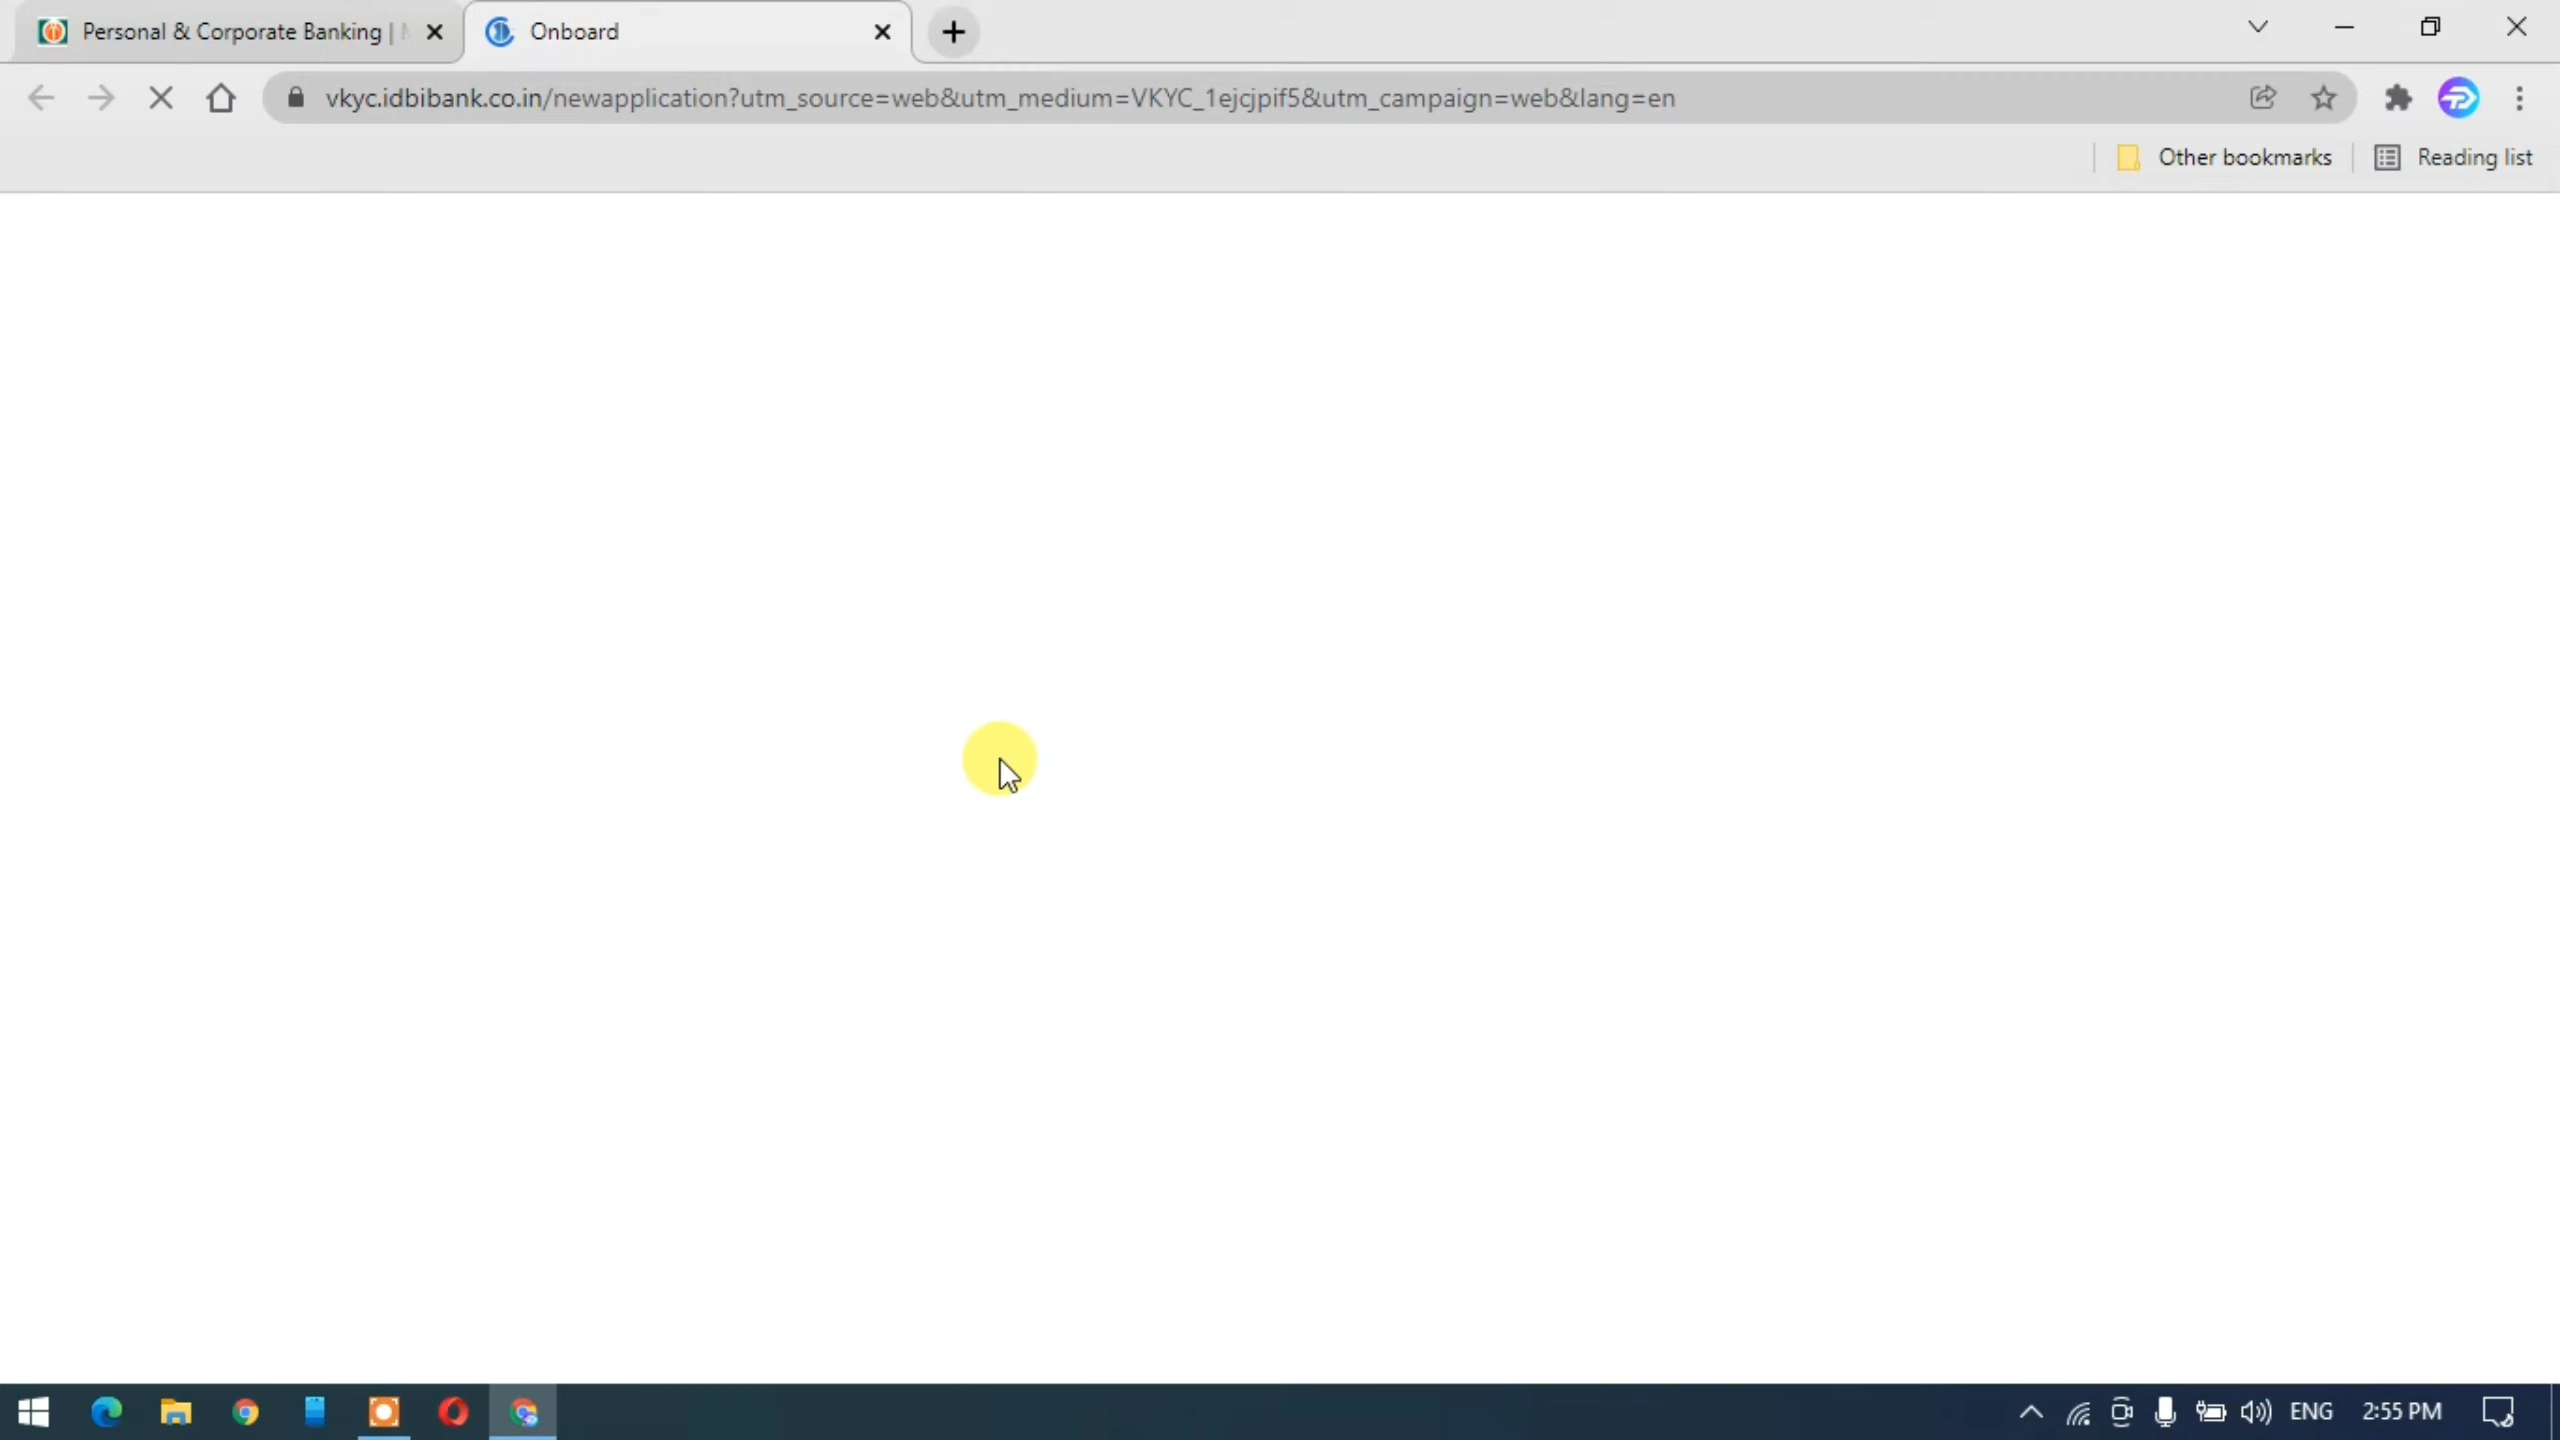 Personal & Corporate Banking |
Onboard
vkyc.idbibank.co.in/newapplication?utm_source=web&utm_medium=VKYC_1ejcjpif5&utm_campaign=web&lang=en
Other bookmarks
Reading list
ENG
2:55 PM